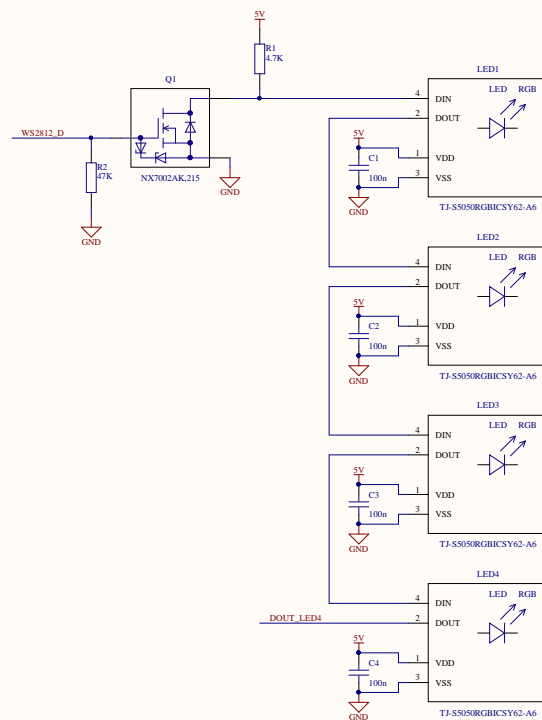 5V
R1
4.7K
Q1
WS2812_D
R2
47K
GND
NX7002AK,215
GND
LED1
LED RGB
4 DIN
2 DOUT
5V
C1
100n
1 VDD
3 VSS
GND
TJ-S5050RGBICSY62-A6
LED2
LED RGB
4 DIN
2 DOUT
5V
C2
100n
1 VDD
3 VSS
GND
TJ-S5050RGBICSY62-A6
LED3
LED RGB
4 DIN
2 DOUT
5V
C3
100n
1 VDD
3 VSS
GND
TJ-S5050RGBICSY62-A6
LED4
LED RGB
4 DIN
DOUT_LED4
2 DOUT
5V
C4
100n
1 VDD
3 VSS
GND
TJ-S5050RGBICSY62-A6